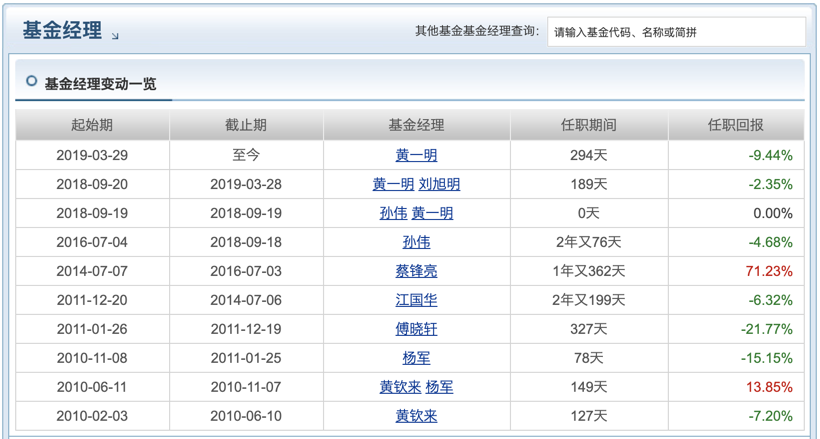 基金经理
其他基金基金经理查询： 请输入基金代码、名称或简拼
基金经理变动一览
起始期 截止期 基金经理 任职期间 任职回报
2019-03-29 至今 黄一明 294天 -9.44%
2018-09-20 2019-03-28 黄一明 刘旭明 189天 -2.35%
2018-09-19 2018-09-19 孙伟 黄一明 0天 0.00%
2016-07-04 2018-09-18 孙伟 2年又76天 -4.68%
2014-07-07 2016-07-03 蔡锋亮 1年又362天 71.23%
2011-12-20 2014-07-06 江国华 2年又199天 -6.32%
2011-01-26 2011-12-19 傅晓轩 327天 -21.77%
2010-11-08 2011-01-25 杨军 78天 -15.15%
2010-06-11 2010-11-07 黄钦来 杨军 149天 13.85%
2010-02-03 2010-06-10 黄钦来 127天 -7.20%